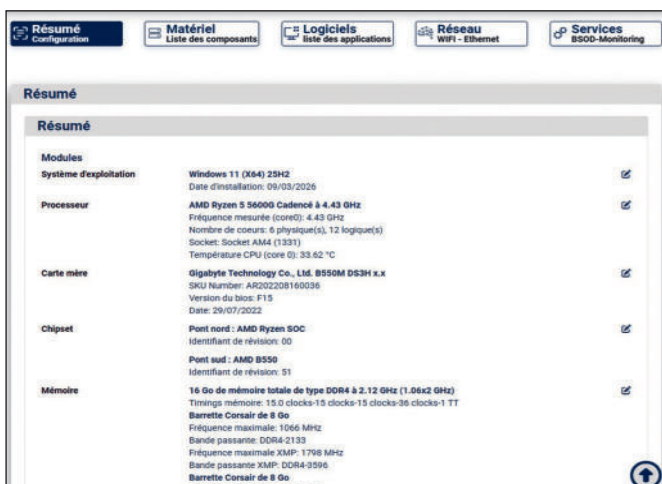 Résumé
Configuration
Matériel
Liste des composants
Logiciels
liste des applications
Réseau
WIFI - Ethernet
Services
BSOD-Monitoring
Résumé
Résumé
Modules
Système d'exploitation
Windows 11 (X64) 25H2
Date d'installation: 09/03/2026
Processeur
AMD Ryzen 5 5600G Cadencé à 4.43 GHz
Fréquence mesurée (core0): 4.43 GHz
Nombre de coeurs: 6 physique(s), 12 logique(s)
Socket: Socket AM4 (1331)
Température CPU (core 0): 33.62 °C
Carte mère
Gigabyte Technology Co., Ltd. B550M DS3H x.x
SKU Number: AR202208160036
Version du bios: F15
Date: 29/07/2022
Chipset
Pont nord : AMD Ryzen SOC
Identifiant de révision: 00
Pont sud : AMD B550
Identifiant de révision: 51
Mémoire
16 Go de mémoire totale de type DDR4 à 2.12 GHz (1.06x2 GHz)
Timings mémoire: 15.0 clocks-15 clocks-15 clocks-36 clocks-1 TT
Barrette Corsair de 8 Go
Fréquence maximale: 1066 MHz
Bande passante: DDR4-2133
Fréquence maximale XMP: 1798 MHz
Bande passante XMP: DDR4-3596
Barrette Corsair de 8 Go